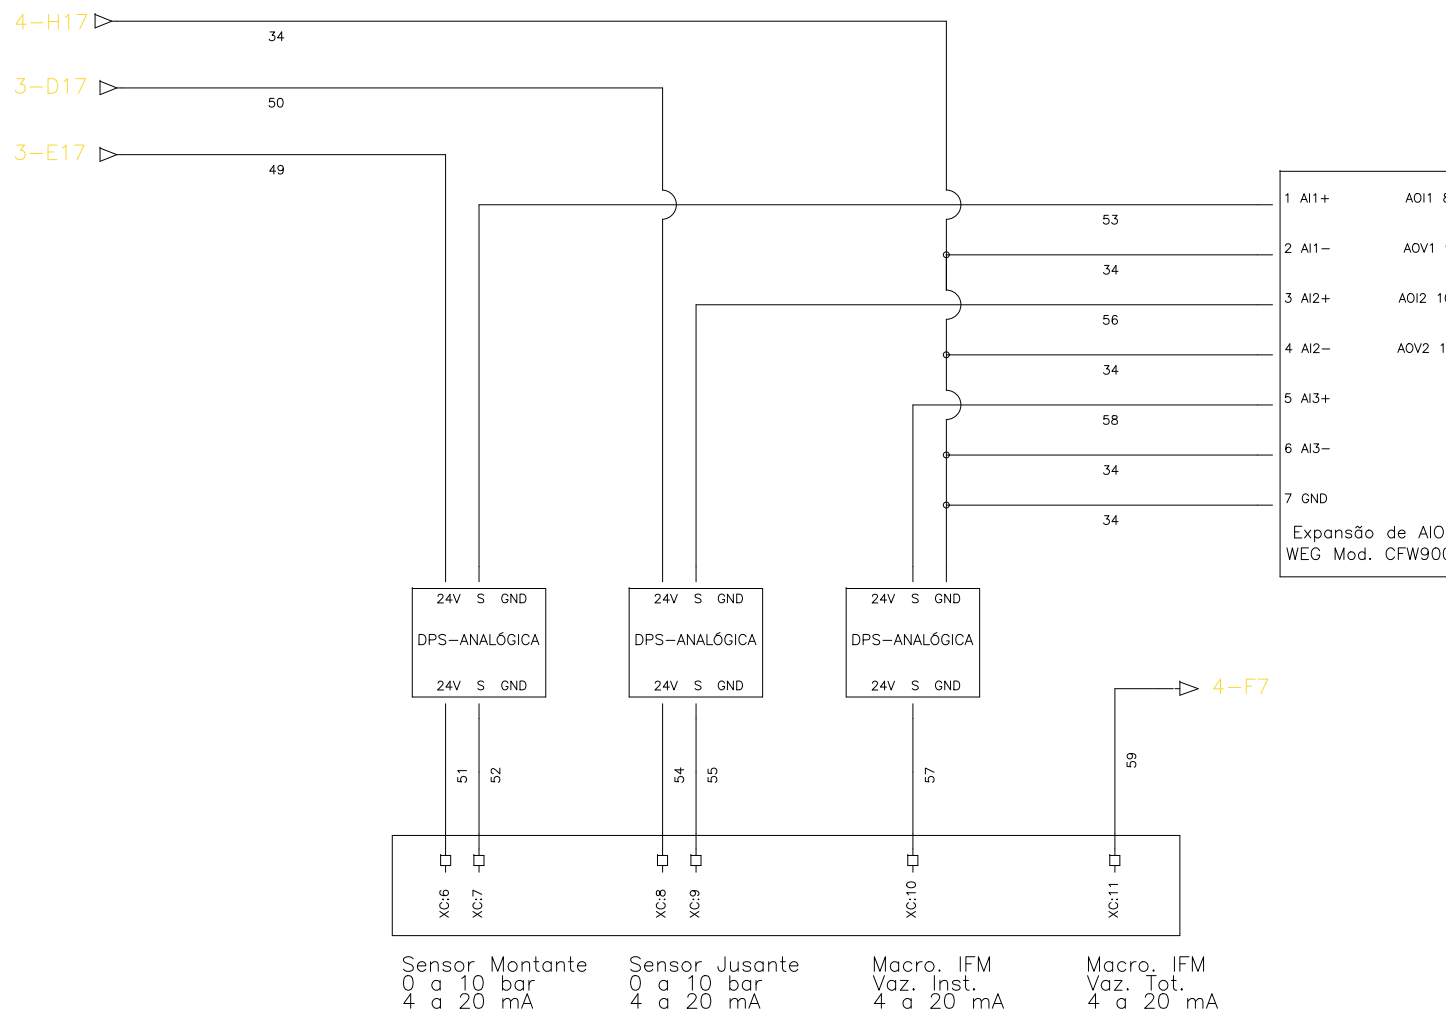 4-H17
34
3-D17
50
3-E17
49
1 AI1+
AOI1
53
2 AI1-
AOV1
34
3 AI2+
AOI2
56
4 AI2-
AOV2
34
5 AI3+
58
6 AI3-
34
7 GND
34
Expansão de AIO
WEG Mod.
24V S GND
24V S GND
24V S GND
DPS-ANALÓGICA
DPS-ANALÓGICA
DPS-ANALÓGICA
24V S GND
24V S GND
24V S GND
4-F7
51
52
54
55
57
59
XC:6
XC:7
XC:8
XC:9
XC:10
XC:11
Sensor Montante
0 a 10 bar
4 a 20 mA
Sensor Jusante
0 a 10 bar
4 a 20 mA
Macro. IFM
Vaz. Inst.
4 a 20 mA
Macro. IFM
Vaz. Tot.
4 a 20 mA